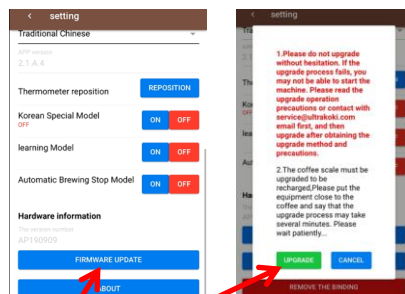 setting
Traditional Chinese
APP version
2.1.4.4
Thermometer reposition
REPOSITION
Korean Special Model
OFF
ON OFF
learning Model
ON OFF
Automatic Brewing Stop Model
ON OFF
Hardware information
The version number
AP190909
FIRMWARE UPDATE
ABOUT
setting
1.Please do not upgrade
without hesitation. If the
upgrade process fails, you
may not be able to start the
machine. Please read the
upgrade operation
precautions or contact with
service@ultrakoki.com
email first, and then
upgrade after obtaining the
upgrade method and
precautions.
2.The coffee scale must be
upgraded to be
recharged,Please put the
equipment close to the
coffee and say that the
upgrade process may take
several minutes. Please
wait patiently...
UPGRADE CANCEL
REMOVE THE BINDING